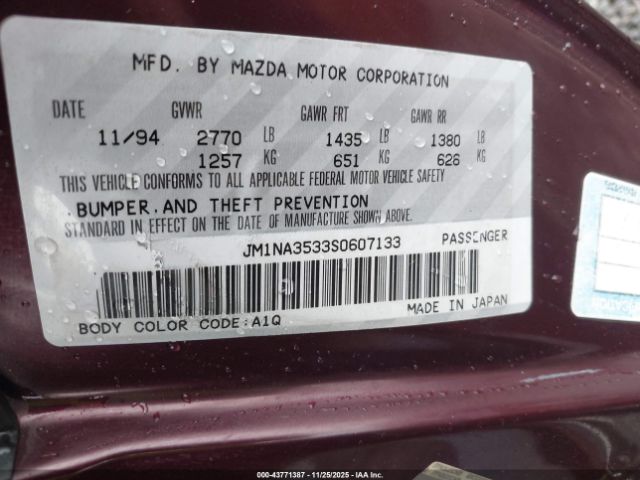 MFD. BY MAZDA MOTOR CORPORATION
DATE GVWR GAWR FRT GAWR RR
11/94 2770 LB 1435 LB 1380 LB
1257 KG 651 KG 626 KG
THIS VEHICLE CONFORMS TO ALL APPLICABLE FEDERAL MOTOR VEHICLE SAFETY
.BUMPER.AND THEFT PREVENTION
STANDARD IN EFFECT ON THE DATE OF MANUFACTURE SHOWN ABOVE.
JM1NA3533S0607133 PASSENGER
BODY COLOR CODE:A1Q MADE IN JAPAN
00-43771387 11/25/2025 IAAI.COM